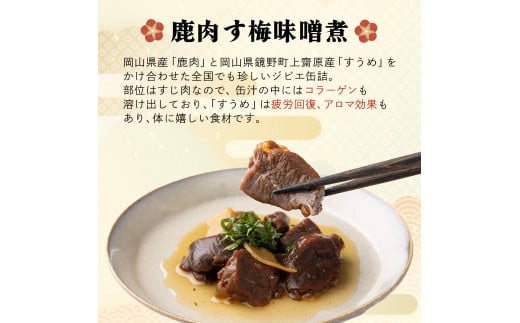 鹿肉す梅味噌煮
岡山県産「鹿肉」と岡山県鏡野町上齋原産「すうめ」を
かけ合わせた全国でも珍しいジビエ缶詰。
部位はすじ肉なので、缶汁の中にはコラーゲンも
溶け出しており、「すうめ」は疲労回復、アロマ効果も
あり、体に嬉しい食材です。